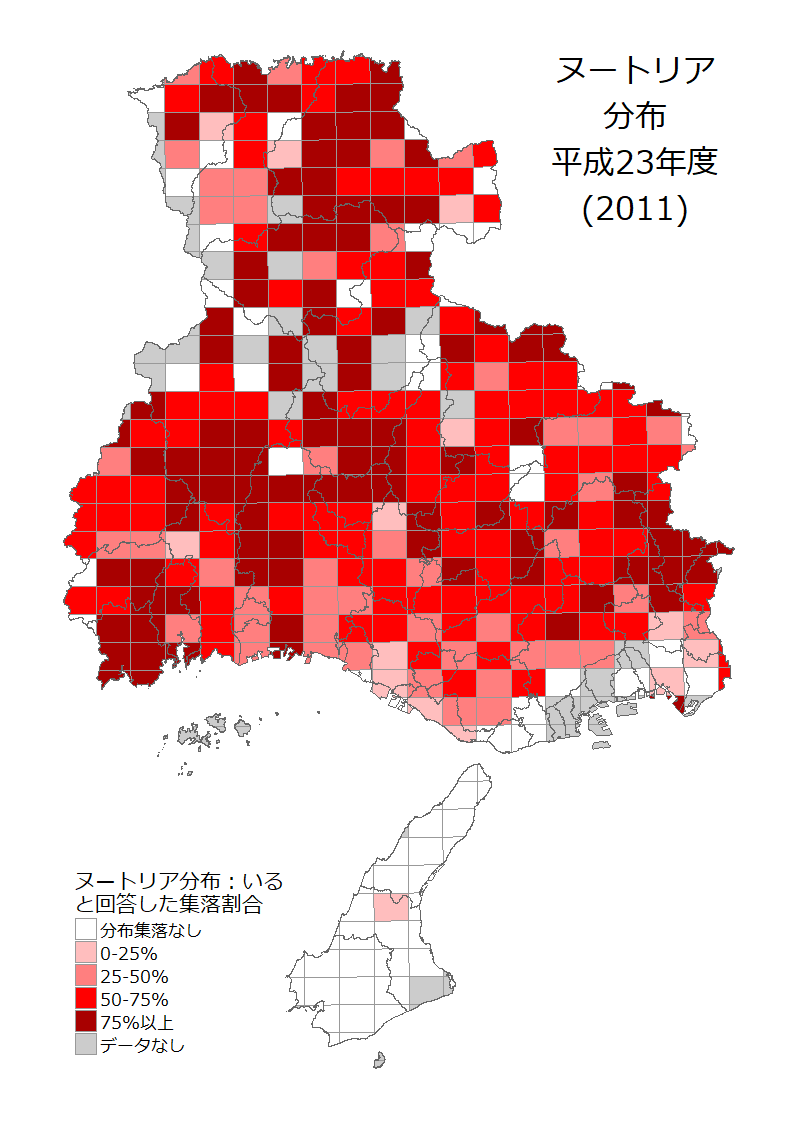 ヌートリア
分布
平成23年度
(2011)
ヌートリア分布：いる
と回答した集落割合
分布集落なし
0-25%
25-50%
50-75%
75%以上
データなし